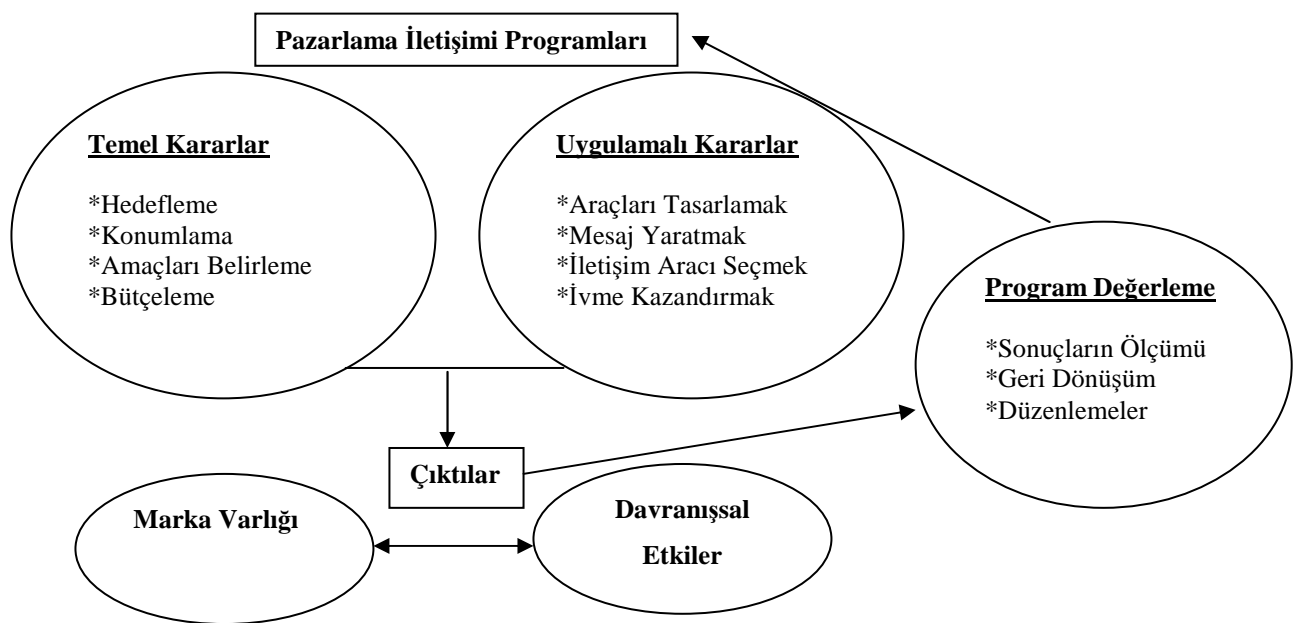 Pazarlama İletişimi Programları
Temel Kararlar
*Hedefleme
*Konumlama
*Amaçları Belirleme
*Bütçeleme
Uygulamalı Kararlar
*Araçları Tasarlamak
*Mesaj Yaratmak
*İletişim Aracı Seçmek
*İvme Kazandırmak
Program Değerleme
*Sonuçların Ölçümü
*Geri Dönüşüm
*Düzenlemeler
Çıktılar
Marka Varlığı
Davranışsal
Etkiler